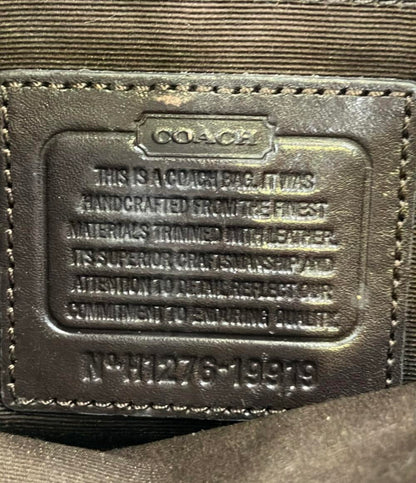 COACH
THIS IS A COACH BAG. IT WAS
HANDCRAFTED FROM THE FINEST
MATERIALS TRIMMED WITH LEATHER.
ITS SUPERIOR CRAFTSMANSHIP AND
ATTENTION TO DETAIL REFLECT OUR
COMMITMENT TO ENDURING QUALITY.
No H1276-19919